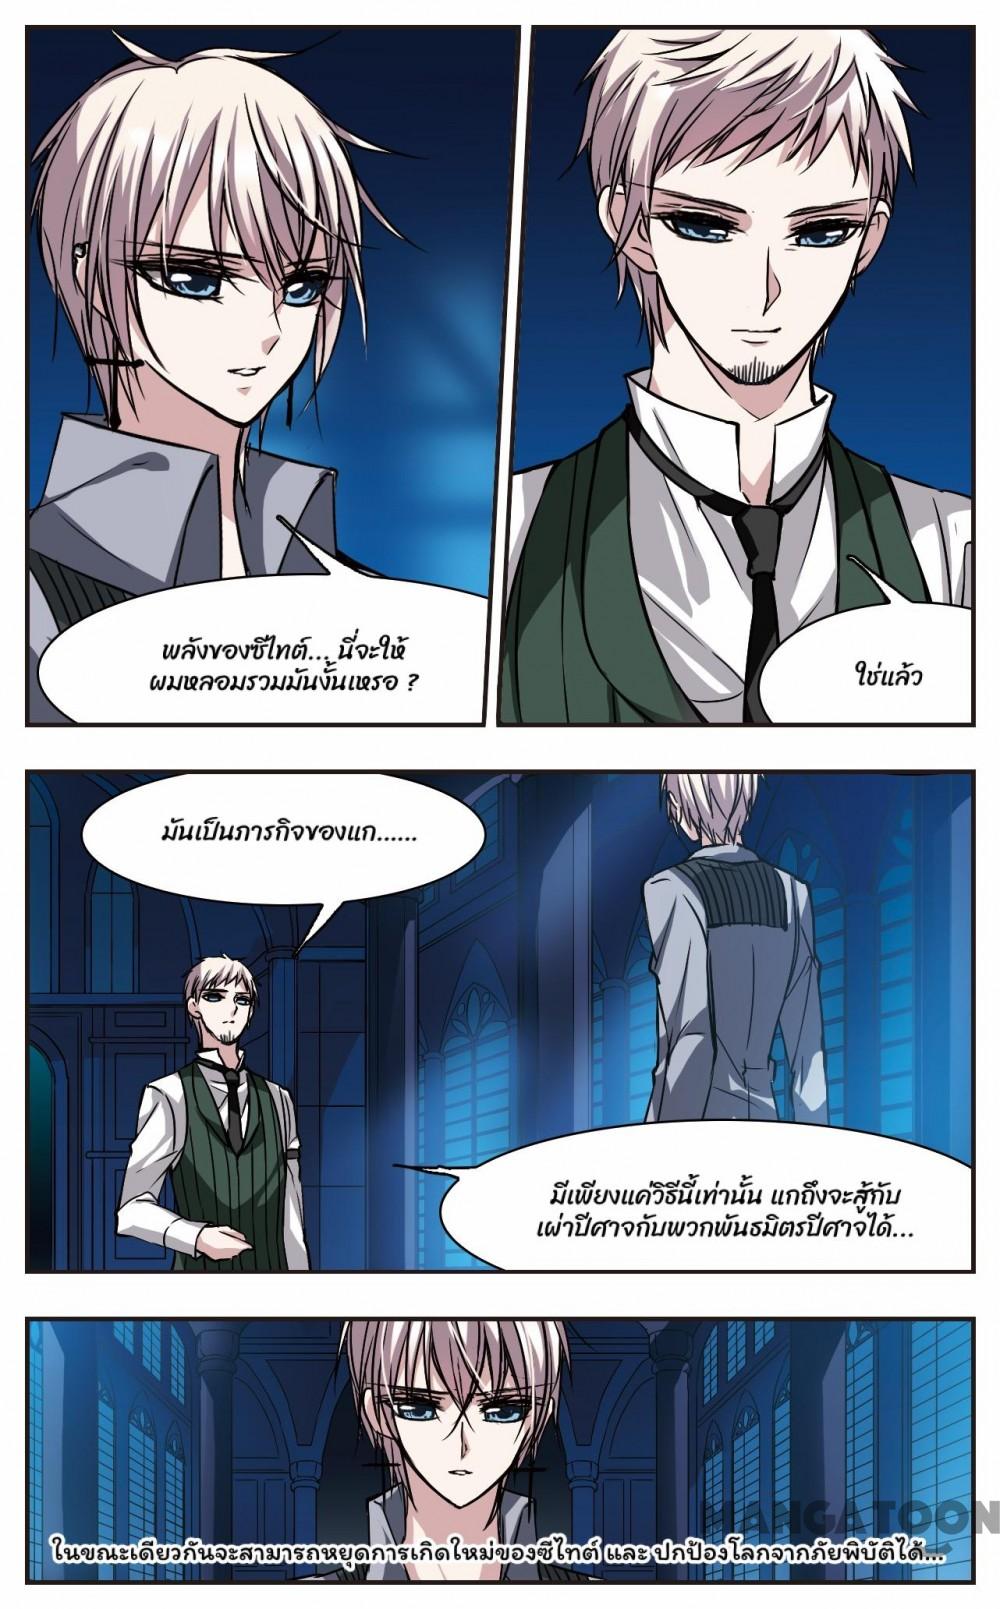 พลังของซีไทต์... นี่จะให้
ผมหลอมรวมมันงั้นเหรอ ?
ใช่แล้ว
มันเป็นภารกิจของแก......
มีเพียงแค่วิธีนี้เท่านั้น แกถึงจะสู้กับ
เผ่าปีศาจกับพวกพันธมิตรปีศาจได้...
MANGATOON
ในขณะเดียวกันจะสามารถหยุดการเกิดใหม่ของซีไทต์ และ ปกป้องโลกจากภัยพิบัติได้...